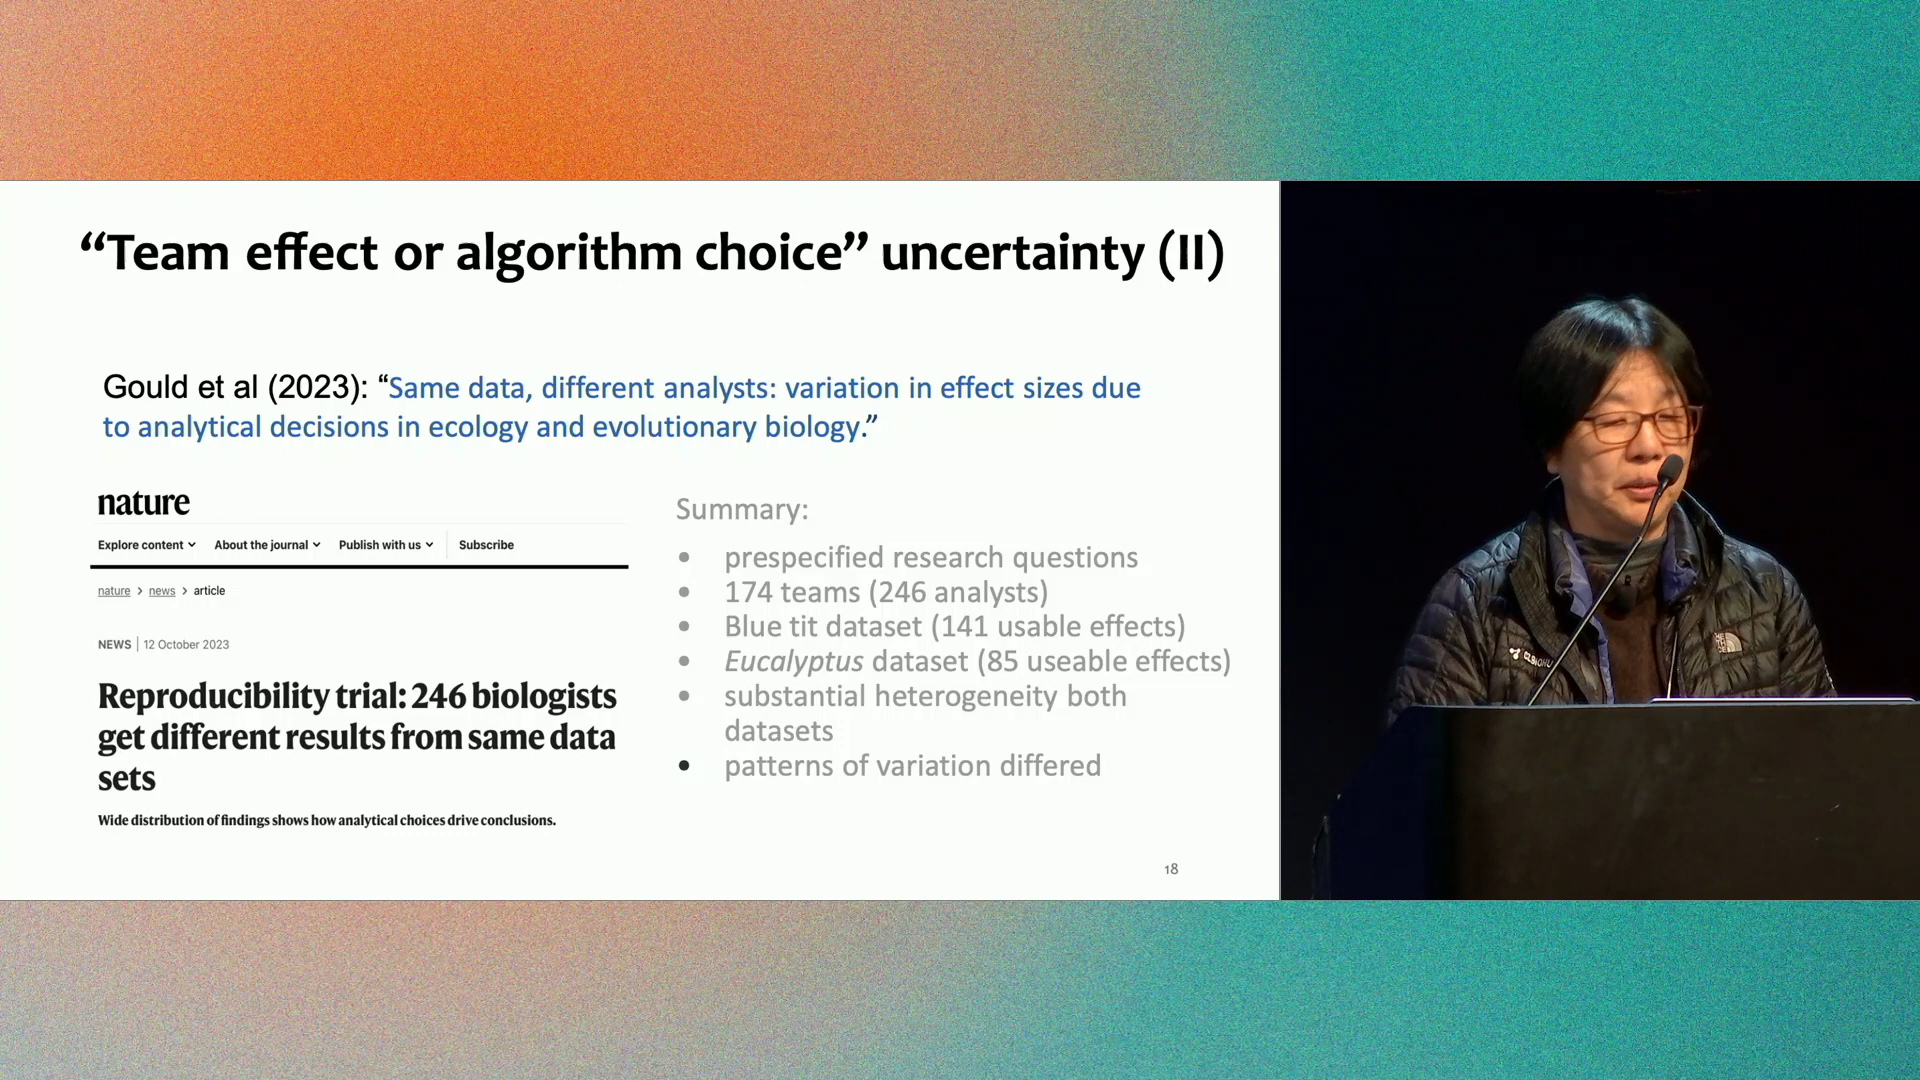 “Team effect or algorithm choice” uncertainty (II)
Gould et al (2023): “Same data, different analysts: variation in effect sizes due
to analytical decisions in ecology and evolutionary biology.”
nature
Explore content
About the journal
Publish with us
Subscribe
nature > news > article
NEWS | 12 October 2023
Reproducibility trial: 246 biologists
get different results from same data
sets
Wide distribution of findings shows how analytical choices drive conclusions.
Summary:
• prespecified research questions
• 174 teams (246 analysts)
• Blue tit dataset (141 usable effects)
• Eucalyptus dataset (85 useable effects)
• substantial heterogeneity both
datasets
• patterns of variation differed
18
THE
NORTH
FACE